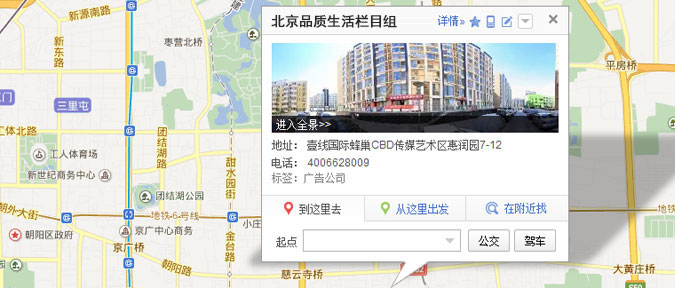 北京品质生活栏目组
详情»
进入全景>>
地址： 壹线国际蜂巢CBD传媒艺术区惠润园7-12
电话： 4006628009
标签：广告公司
到这里去
从这里出发
在附近找
起点
公交
驾车
新源南路
枣营北桥
新东路
三里屯
工体北路
团结湖路
工人体育场
新世纪商务中心
团结湖公园
甜水园街
朝外大街
地铁6号线
小庄
朝阳区政府
京广中心商务
京广桥
金台路
朝阳路
慈云寺桥
平房桥
大黄庄桥
S50